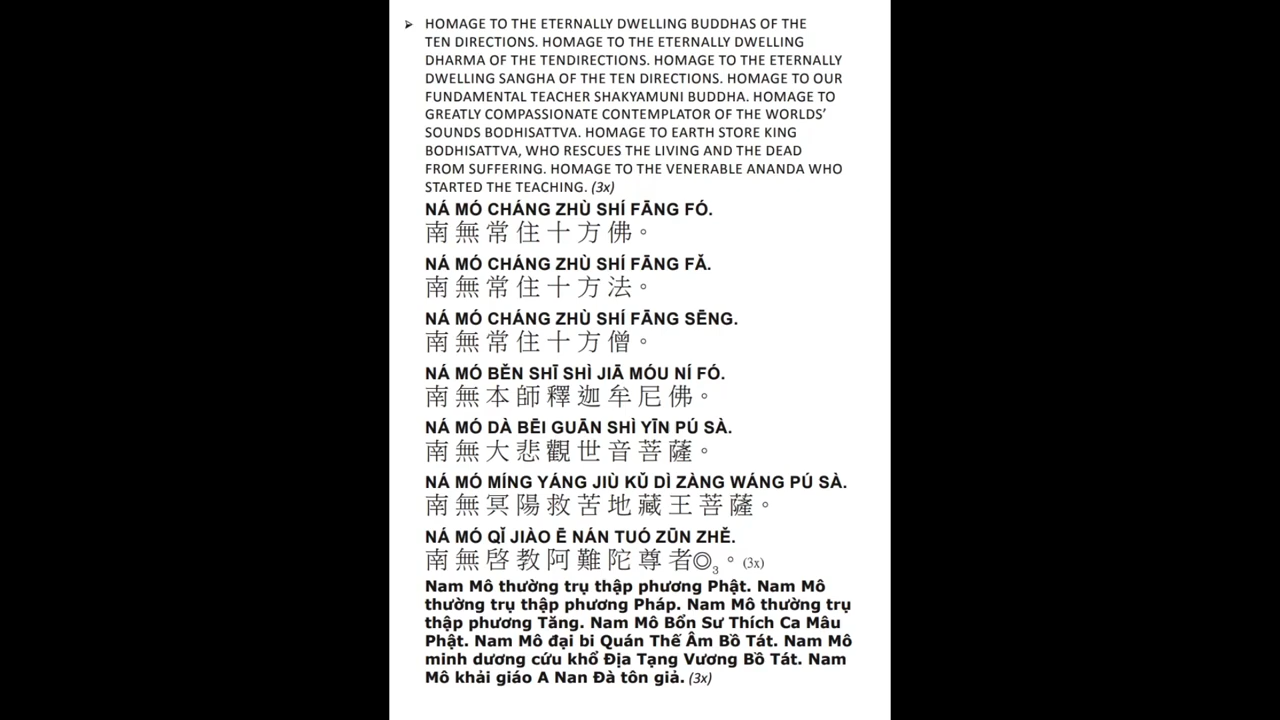 ➢ HOMAGE TO THE ETERNALLY DWELLING BUDDHAS OF THE
TEN DIRECTIONS. HOMAGE TO THE ETERNALLY DWELLING
DHARMA OF THE TENDIRECTIONS. HOMAGE TO THE ETERNALLY
DWELLING SANGHA OF THE TEN DIRECTIONS. HOMAGE TO OUR
FUNDAMENTAL TEACHER SHAKYAMUNI BUDDHA. HOMAGE TO
GREATLY COMPASSIONATE CONTEMPLATOR OF THE WORLDS’
SOUNDS BODHISATTVA. HOMAGE TO EARTH STORE KING
BODHISATTVA, WHO RESCUES THE LIVING AND THE DEAD
FROM SUFFERING. HOMAGE TO THE VENERABLE ANANDA WHO
STARTED THE TEACHING. (3x)
NÁ MÓ CHÁNG ZHÙ SHÍ FĀNG FÓ.
南無常住十方佛。
NÁ MÓ CHÁNG ZHÙ SHÍ FĀNG FǍ.
南無常住十方法。
NÁ MÓ CHÁNG ZHÙ SHÍ FĀNG SĒNG.
南無常住十方僧。
NÁ MÓ BĚN SHĪ SHÌ JIĀ MÓU NÍ FÓ.
南無本師釋迦牟尼佛。
NÁ MÓ DÀ BĒI GUĀN SHÌ YĪN PÚ SÀ.
南無大悲觀世音菩薩。
NÁ MÓ MÍNG YÁNG JIÙ KǓ DÌ ZÀNG WÁNG PÚ SÀ.
南無冥陽救苦地藏王菩薩。
NÁ MÓ QǏ JIÀO Ē NÁN TUÓ ZŪN ZHĚ.
南無啓教阿難陀尊者◎3。(3x)
Nam Mô thường trụ thập phương Phật. Nam Mô
thường trụ thập phương Pháp. Nam Mô thường trụ
thập phương Tăng. Nam Mô Bổn Sư Thích Ca Mâu
Phật. Nam Mô đại bi Quán Thế Âm Bồ Tát. Nam Mô
minh dương cứu khổ Địa Tạng Vương Bồ Tát. Nam
Mô khải giáo A Nan Đà tôn giả. (3x)